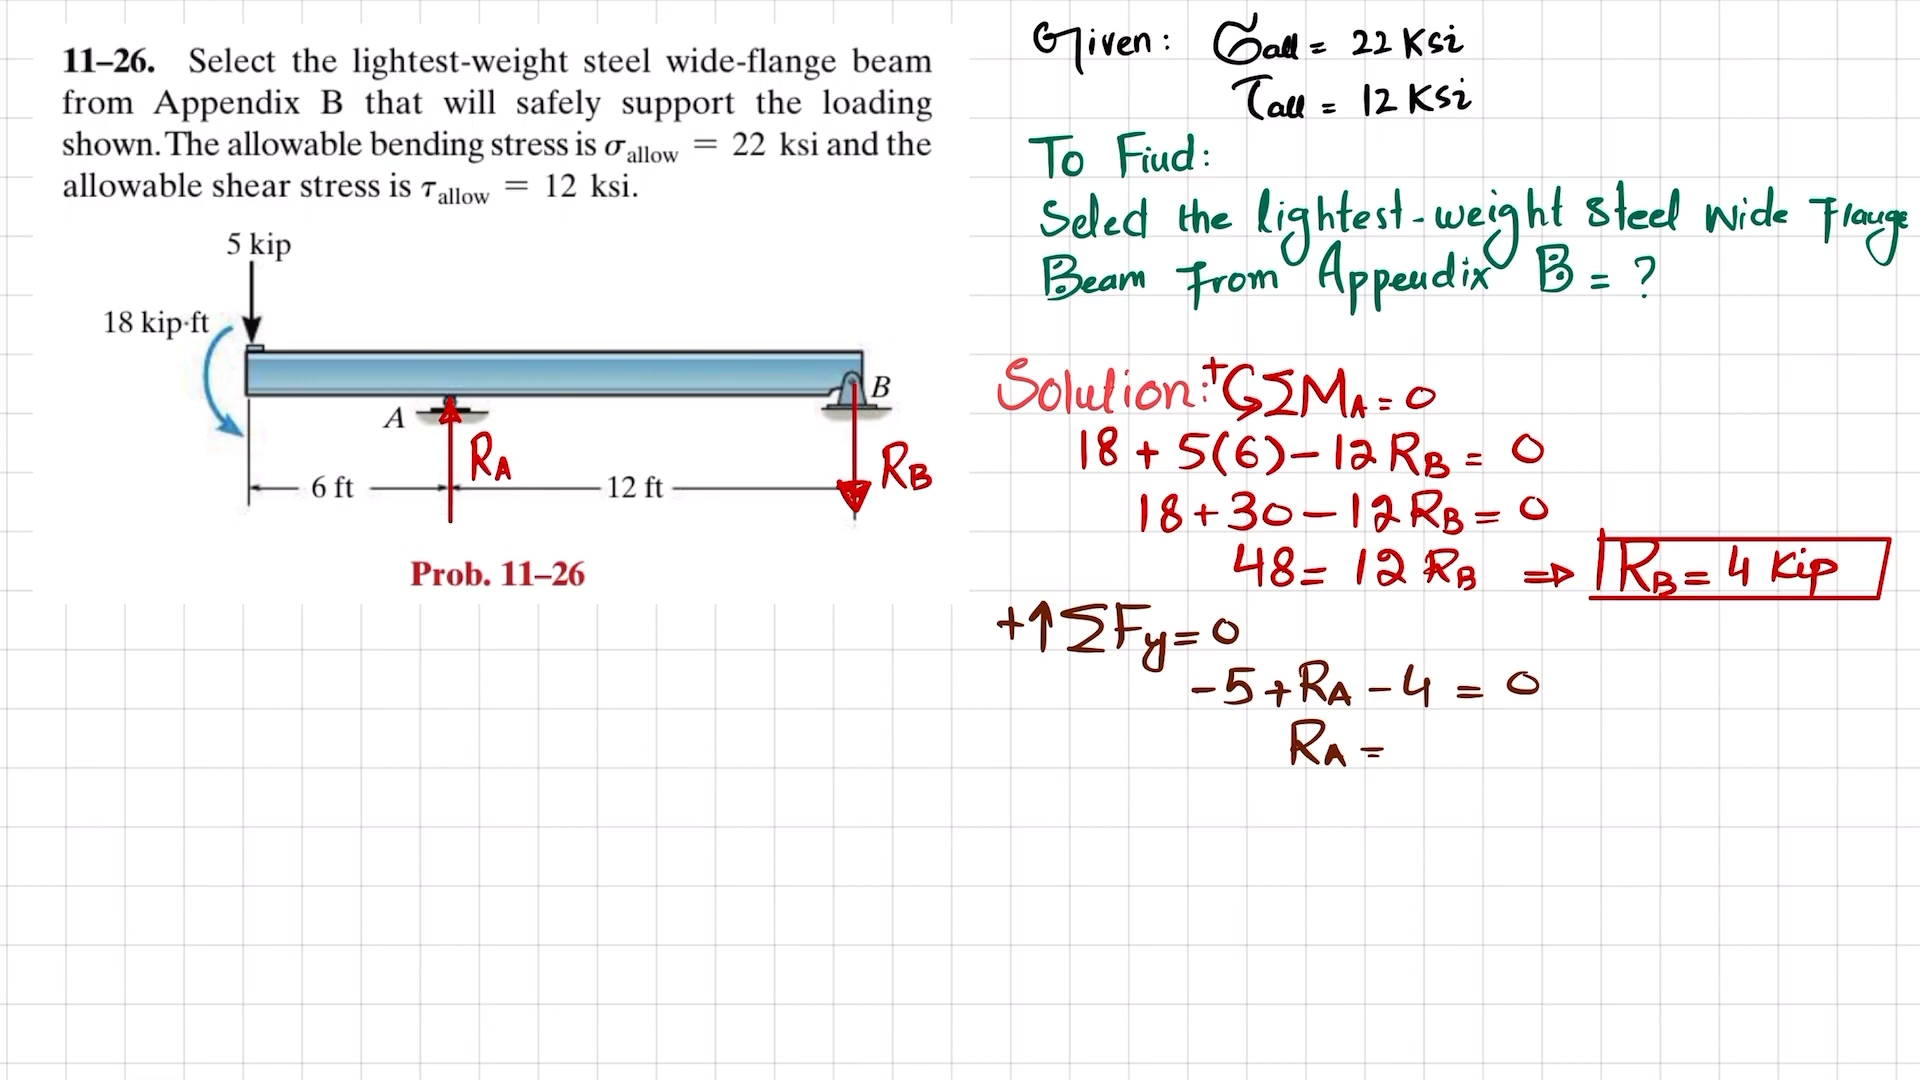 11–26. Select the lightest-weight steel wide-flange beam
from Appendix B that will safely support the loading
shown. The allowable bending stress is σallow = 22 ksi and the
allowable shear stress is τallow = 12 ksi.
5 kip
18 kip·ft
A
B
RA
RB
6 ft
12 ft
Prob. 11–26
Given: σall = 22 Ksi
τall = 12 Ksi
To Find:
Select the lightest-weight steel Wide Flange
Beam From Appendix B = ?
Solution: +↺ΣMA = 0
18 + 5(6) - 12 RB = 0
18 + 30 - 12 RB = 0
48 = 12 RB ⇒ RB = 4 Kip
+↑ΣFy = 0
-5 + RA - 4 = 0
RA =